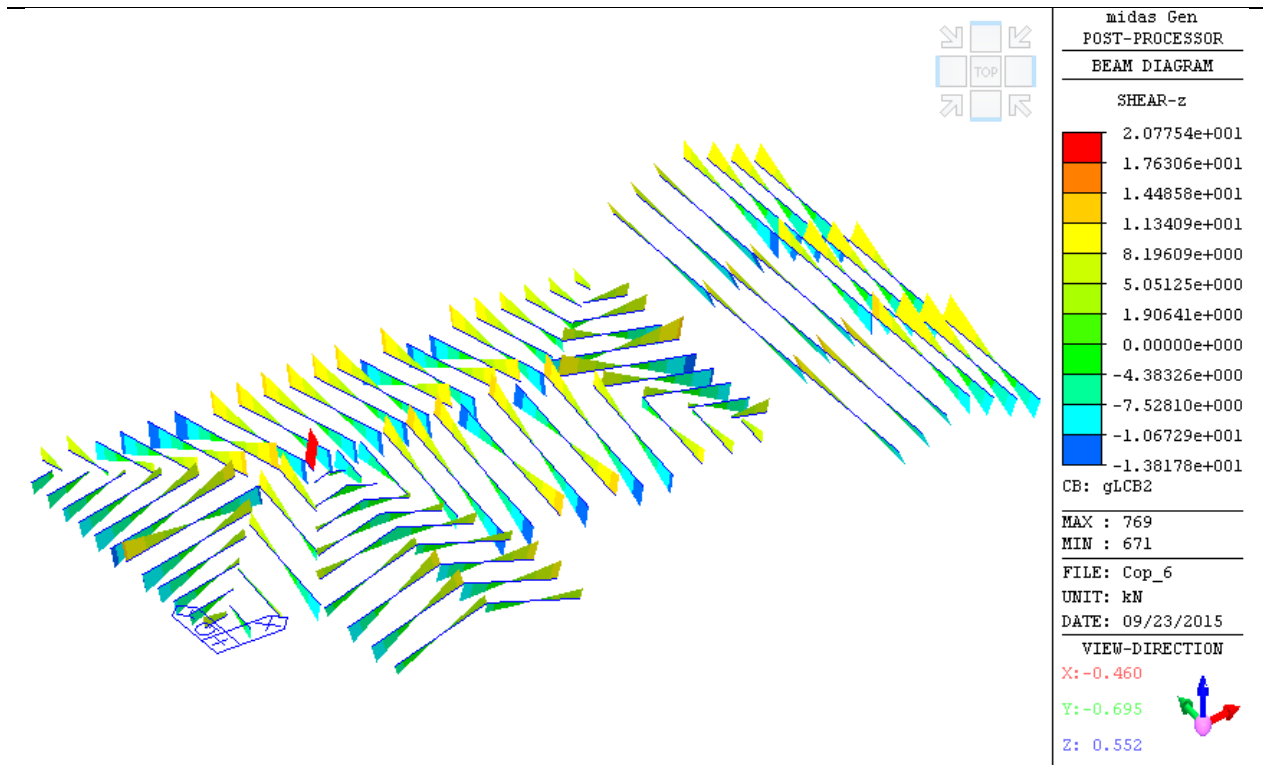 TOP
midas Gen
POST-PROCESSOR
BEAM DIAGRAM
SHEAR-z
2.07754e+001
1.76306e+001
1.44858e+001
1.13409e+001
8.19609e+000
5.05125e+000
1.90641e+000
0.00000e+000
-4.38326e+000
-7.52810e+000
-1.06729e+001
-1.38178e+001
CB: gLCB2
MAX : 769
MIN : 671
FILE: Cop_6
UNIT: kN
DATE: 09/23/2015
VIEW-DIRECTION
X:-0.460
Y:-0.695
Z: 0.552